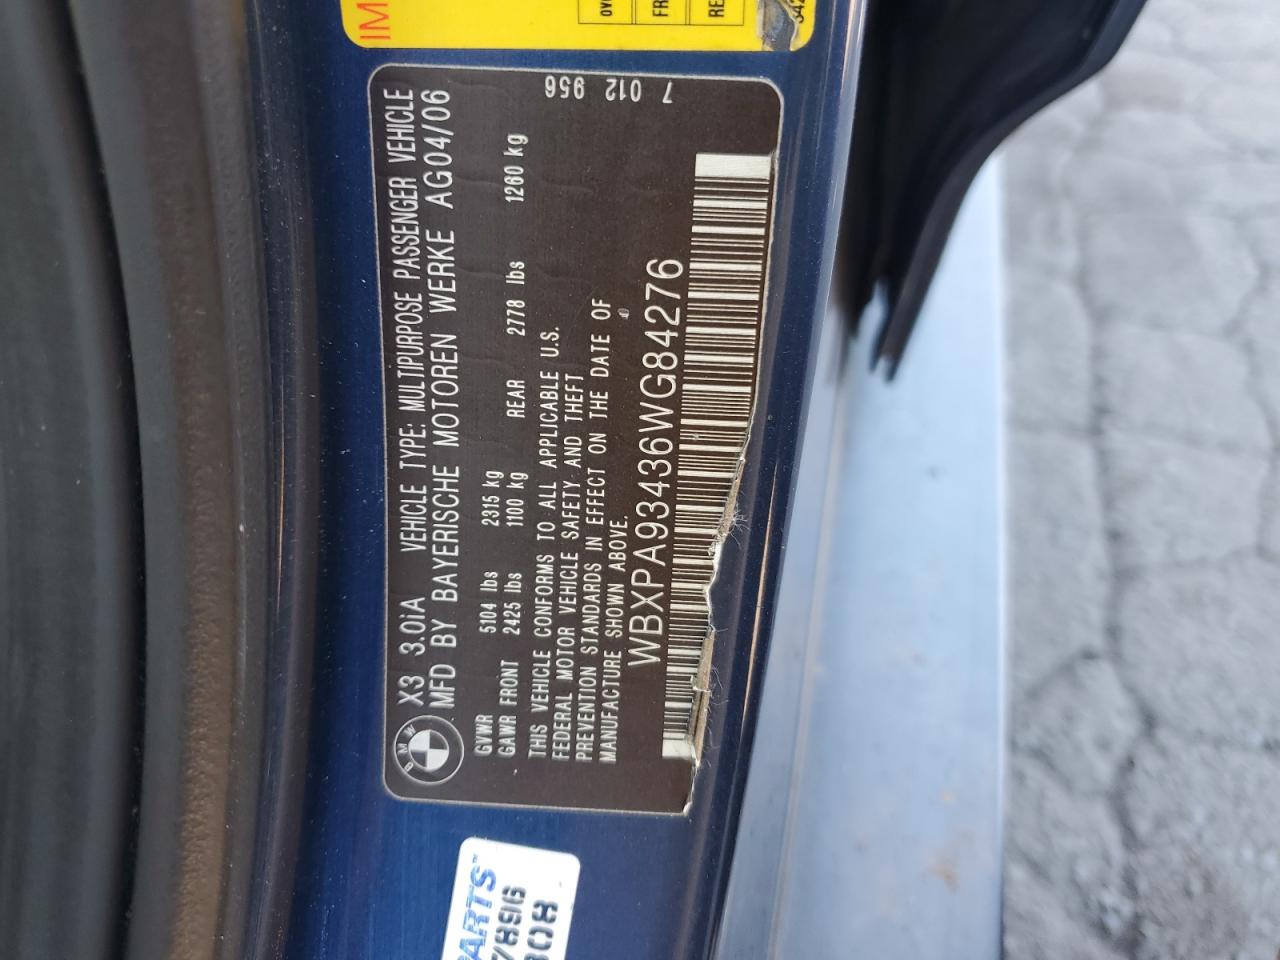 BMW
X3 3.0iA VEHICLE TYPE: MULTIPURPOSE PASSENGER VEHICLE
MFD BY BAYERISCHE MOTOREN WERKE AG04/06
GVWR 5104 lbs 2315 kg
GAWR FRONT 2425 lbs 1100 kg REAR 2778 lbs 1260 kg
THIS VEHICLE CONFORMS TO ALL APPLICABLE U.S.
FEDERAL MOTOR VEHICLE SAFETY AND THEFT
PREVENTION STANDARDS IN EFFECT ON THE DATE OF
MANUFACTURE SHOWN ABOVE.
WBXPA93436WG84276
7 012 956